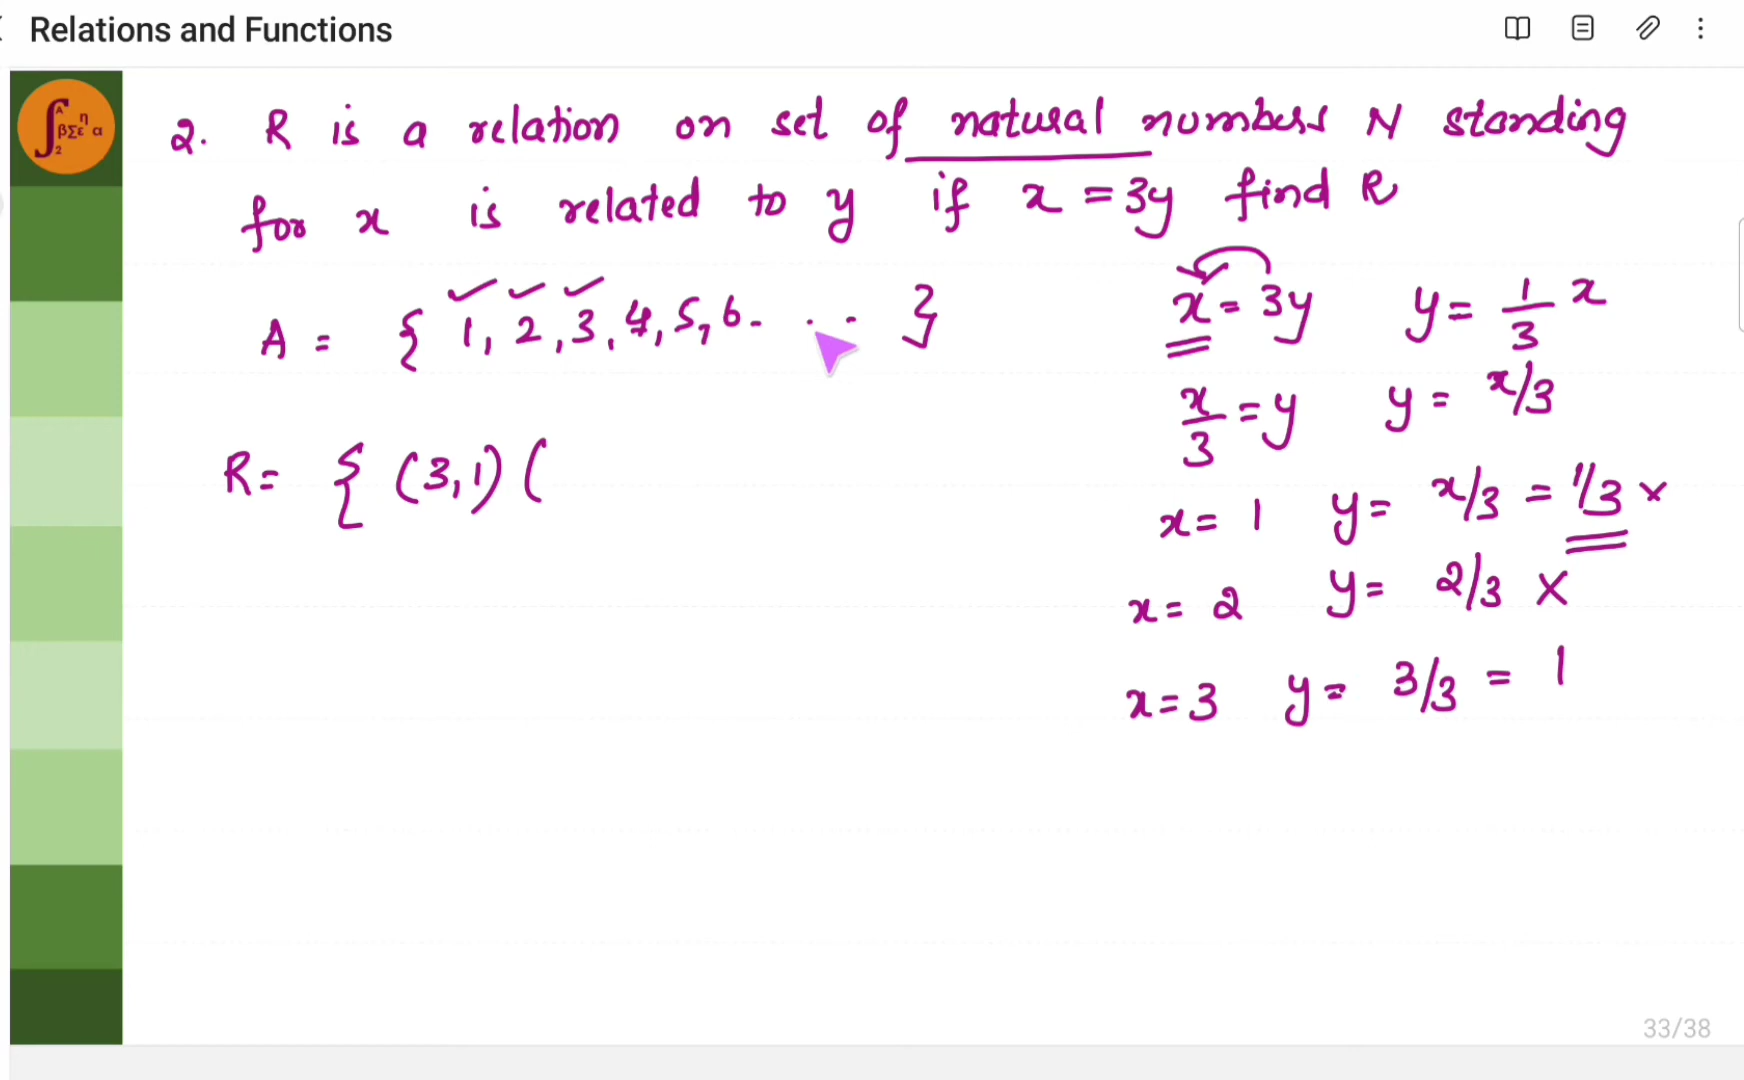 Relations and Functions
2. R is a relation on set of natural numbers N standing
for x is related to y if x = 3y find R
A = { 1, 2, 3, 4, 5, 6- . .. }
x = 3y y = 1/3 x
x/3 = y y = x/3
R = { (3,1) (
x = 1 y = x/3 = 1/3 ×
x = 2 y = 2/3 ×
x = 3 y = 3/3 = 1
33/38